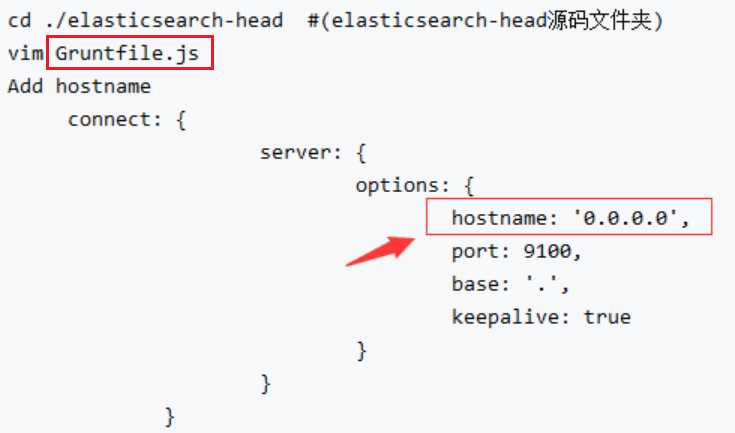 cd ./elasticsearch-head  #(elasticsearch-head源码文件夹)
vim Gruntfile.js
Add hostname
connect: {
server: {
options: {
hostname: '0.0.0.0',
port: 9100,
base: '.',
keepalive: true
}
}
}